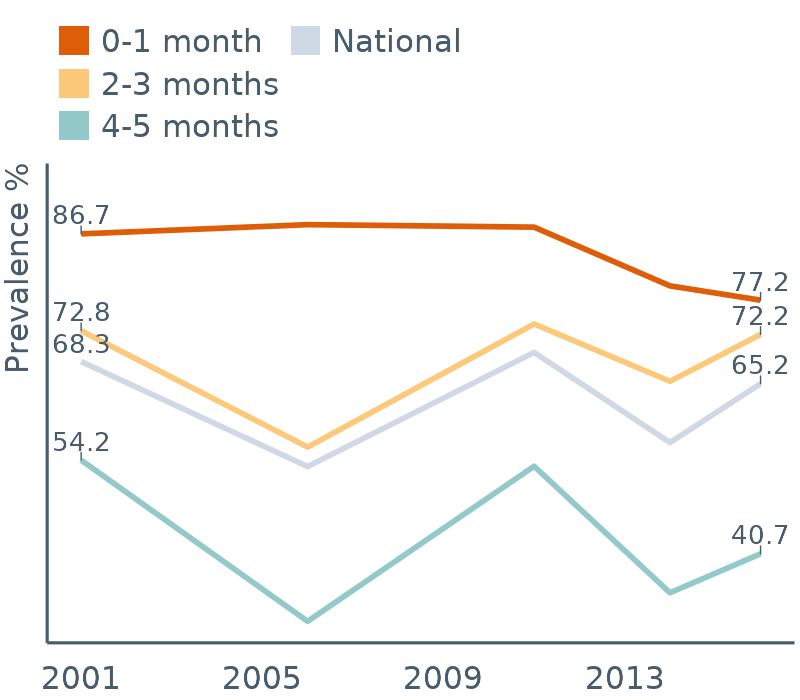 0-1 month
National
2-3 months
4-5 months
Prevalence %
86.7
72.8
68.3
54.2
77.2
72.2
65.2
40.7
2001 2005 2009 2013